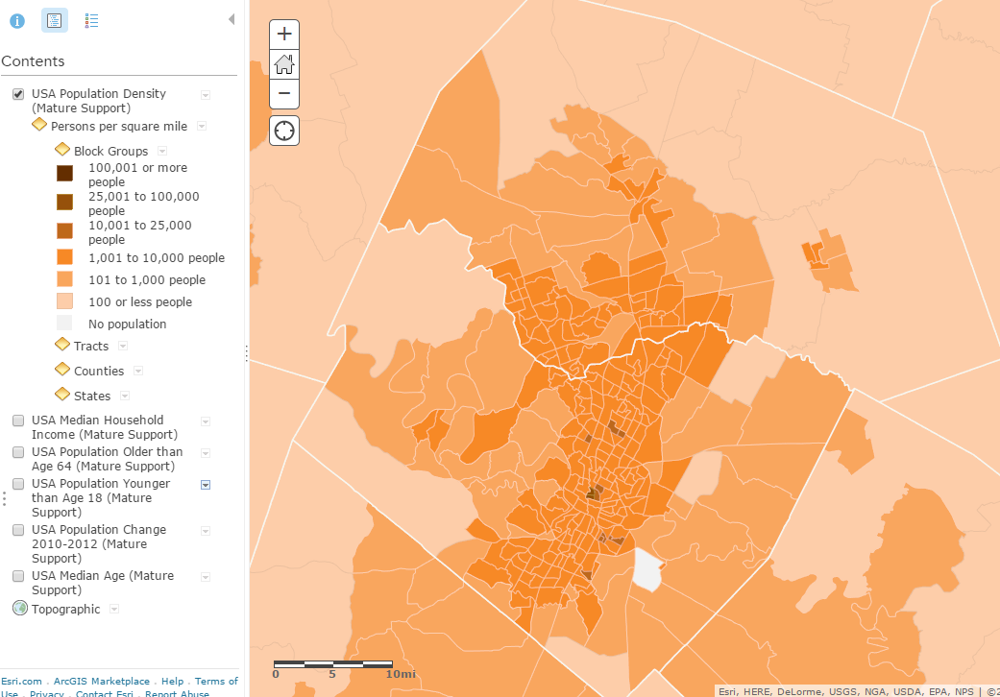 Contents
USA Population Density
(Mature Support)
Persons per square mile
Block Groups
100,001 or more
people
25,001 to 100,000
people
10,001 to 25,000
people
1,001 to 10,000 people
101 to 1,000 people
100 or less people
No population
Tracts
Counties
States
USA Median Household
Income (Mature Support)
USA Population Older than
Age 64 (Mature Support)
USA Population Younger
than Age 18 (Mature
Support)
USA Population Change
2010-2012 (Mature
Support)
USA Median Age (Mature
Support)
Topographic
Esri.com . ArcGIS Marketplace . Help . Terms of
Use . Privacy . Contact Esri . Report Abuse
+
−
0 5 10mi
Esri, HERE, DeLorme, USGS, NGA, USDA, EPA, NPS | ©2